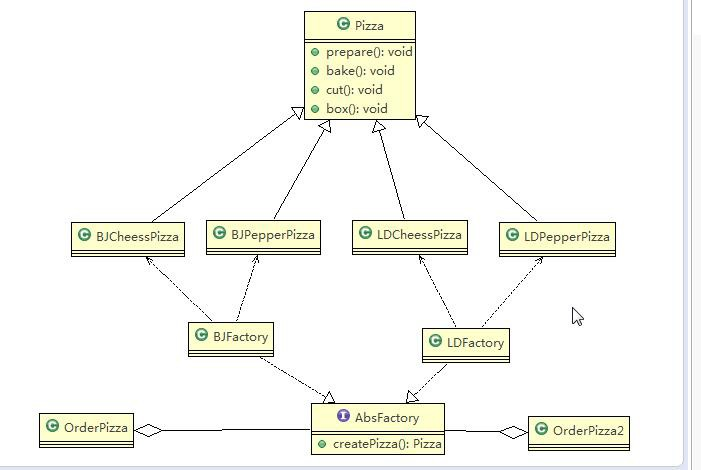 C Pizza
prepare(): void
bake(): void
cut(): void
box(): void
C BJCheessPizza
C BJPepperPizza
C LDCheessPizza
C LDPepperPizza
C BJFactory
C LDFactory
C OrderPizza
I AbsFactory
createPizza(): Pizza
C OrderPizza2